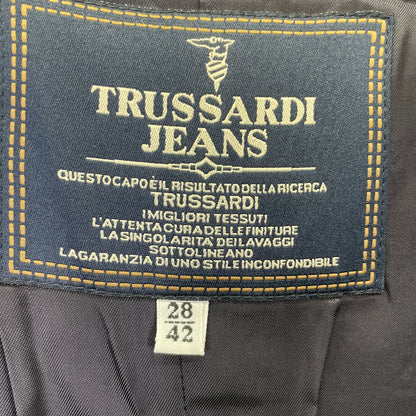 TRUSSARDI
JEANS
QUESTO CAPO È IL RISULTATO DELLA RICERCA
TRUSSARDI
I MIGLIORI TESSUTI
L'ATTENTA CURA DELLE FINITURE
LA SINGOLARITA' DEI LAVAGGI
SOTTOLINEANO
LA GARANZIA DI UNO STILE INCONFONDIBILE
28
42